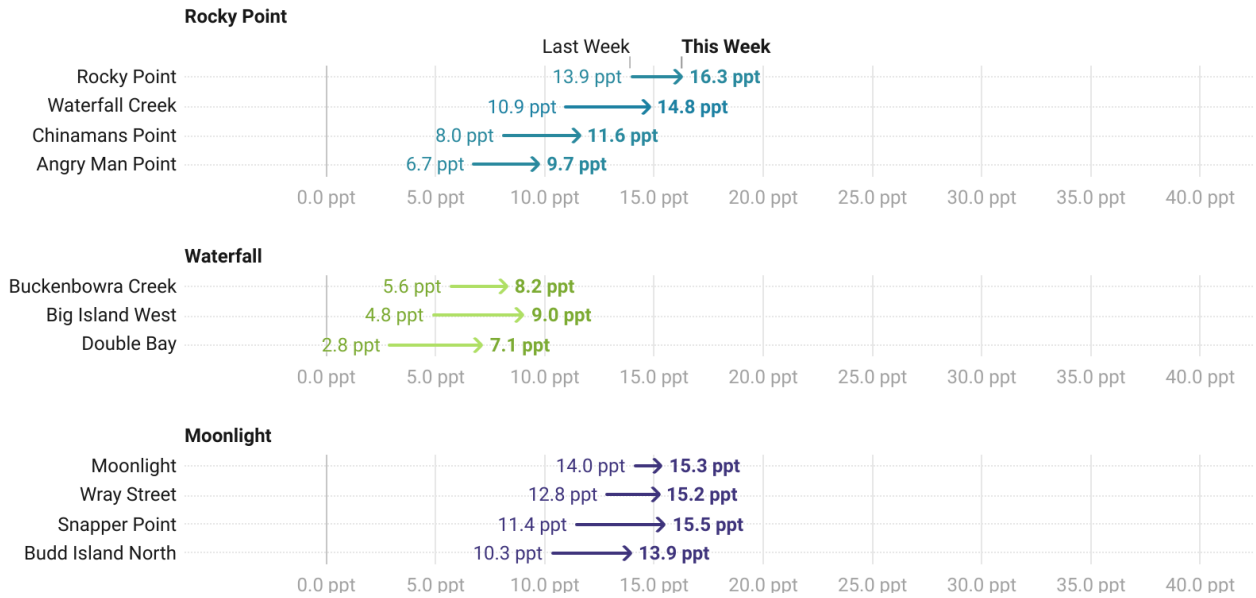 Rocky Point
Last Week This Week
Rocky Point 13.9 ppt 16.3 ppt
Waterfall Creek 10.9 ppt 14.8 ppt
Chinamans Point 8.0 ppt 11.6 ppt
Angry Man Point 6.7 ppt 9.7 ppt
0.0 ppt 5.0 ppt 10.0 ppt 15.0 ppt 20.0 ppt 25.0 ppt 30.0 ppt 35.0 ppt 40.0 ppt
Waterfall
Buckenbowra Creek 5.6 ppt 8.2 ppt
Big Island West 4.8 ppt 9.0 ppt
Double Bay 2.8 ppt 7.1 ppt
0.0 ppt 5.0 ppt 10.0 ppt 15.0 ppt 20.0 ppt 25.0 ppt 30.0 ppt 35.0 ppt 40.0 ppt
Moonlight
Moonlight 14.0 ppt 15.3 ppt
Wray Street 12.8 ppt 15.2 ppt
Snapper Point 11.4 ppt 15.5 ppt
Budd Island North 10.3 ppt 13.9 ppt
0.0 ppt 5.0 ppt 10.0 ppt 15.0 ppt 20.0 ppt 25.0 ppt 30.0 ppt 35.0 ppt 40.0 ppt